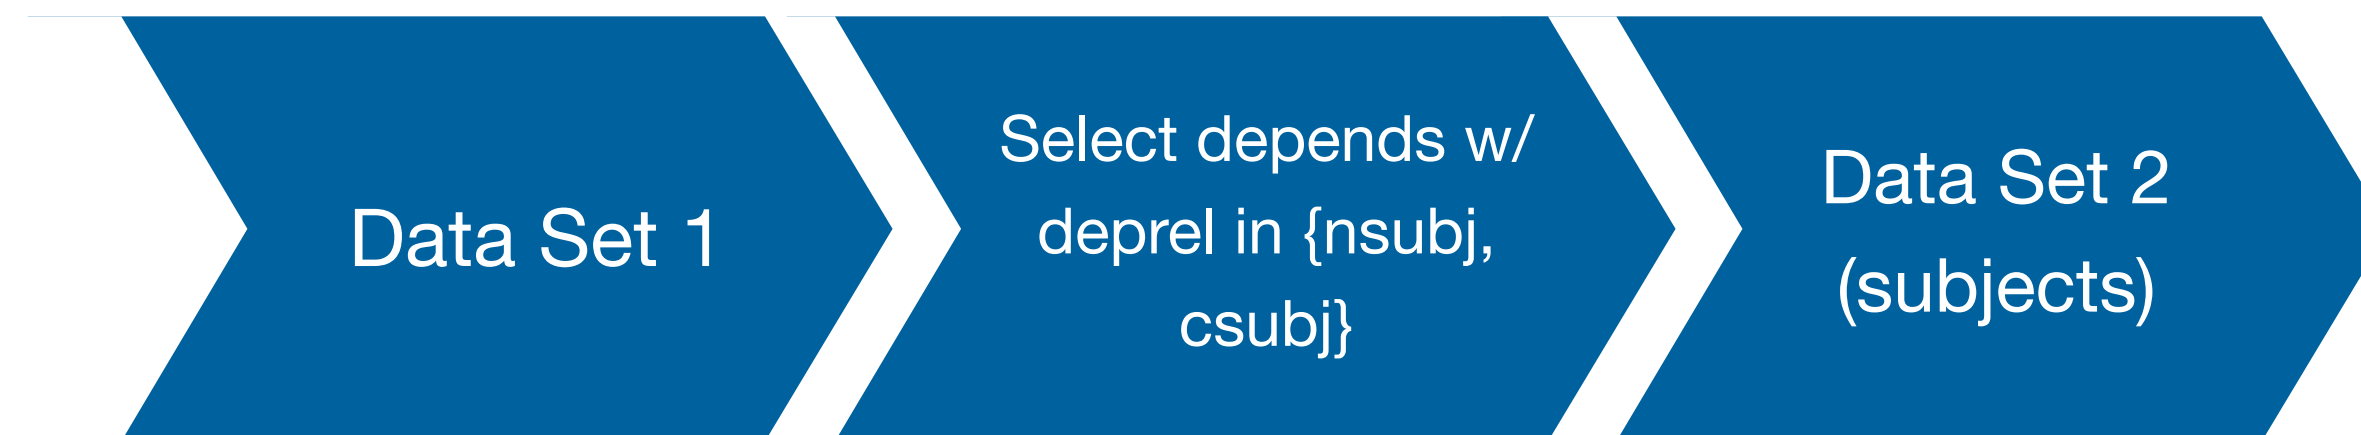 Data Set 1
Select depends w/
deprel in {nsubj,
csubj}
Data Set 2
(subjects)